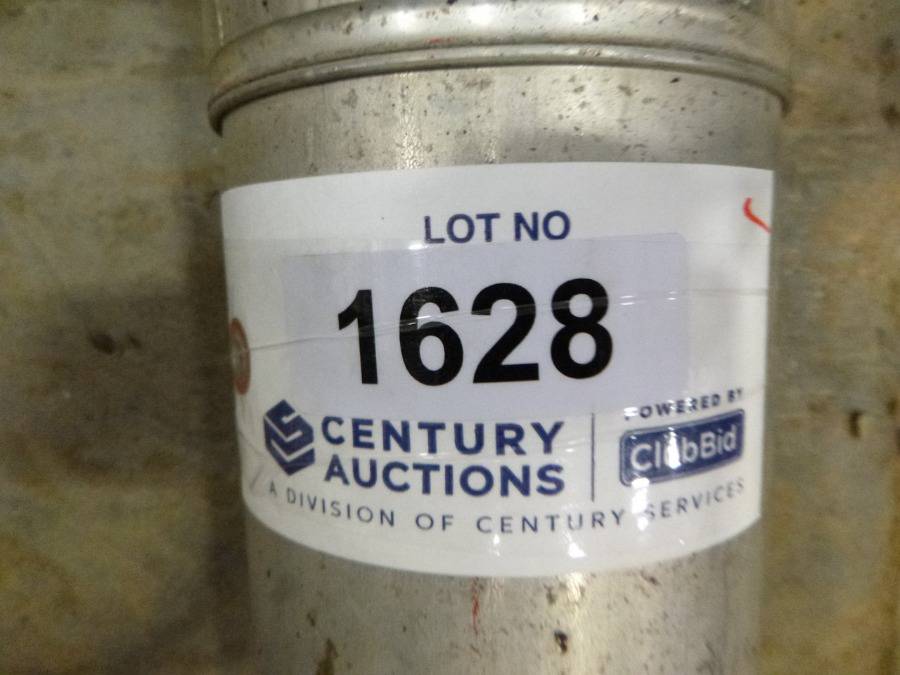 LOT NO
1628
CENTURY
AUCTIONS
POWERED BY
ClubBid
A DIVISION OF CENTURY SERVICES